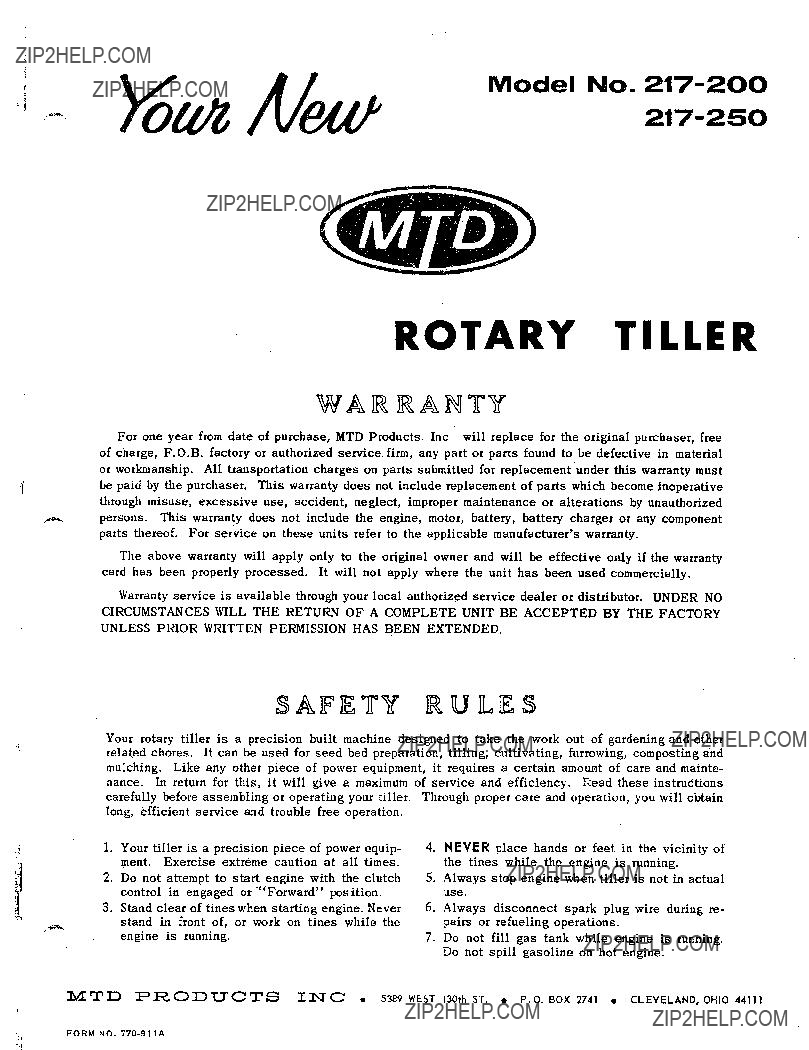 ZIP2HELP.COM
ZIP2HELP.COM
Your New
Model No. 217-200
217-250
ZIP2HELP.COM
MTD
ROTARY TILLER
WARRANTY
For one year from date of purchase, MTD Products Inc will replace for the original purchaser, free
of charge, F.O.B. factory or authorized service firm, any part or parts found to be defective in material
or workmanship. All transportation charges on parts submitted for replacement under this warranty must
be paid by the purchaser. This warranty does not include replacement of parts which become inoperative
through misuse, excessive use, accident, neglect, improper maintenance or alterations by unauthorized
persons. This warranty does not include the engine, motor, battery, battery charger or any component
parts thereof. For service on these units refer to the applicable manufacturer's warranty.
The above warranty will apply only to the original owner and will be effective only if the warranty
card has been properly processed. It will not apply where the unit has been used commercially.
Warranty service is available through your local authorized service dealer or distributor. UNDER NO
CIRCUMSTANCES WILL THE RETURN OF A COMPLETE UNIT BE ACCEPTED BY THE FACTORY
UNLESS PRIOR WRITTEN PERMISSION HAS BEEN EXTENDED.
SAFETY RULES
Your rotary tiller is a precision built machine designed to take the work out of gardening and other
related chores. It can be used for seed bed preparation, tilling, cultivating, furrowing, composting and
mulching. Like any other piece of power equipment, it requires a certain amount of care and mainte-
nance. In return for this, it will give a maximum of service and efficiency. Read these instructions
carefully before assembling or operating your tiller. Through proper care and operation, you will obtain
long, efficient service and trouble free operation.
ZIP2HELP.COM
ZIP2HELP.COM
1. Your tiller is a precision piece of power equip-
ment. Exercise extreme caution at all times.
2. Do not attempt to start engine with the clutch
control in engaged or "Forward" position.
3. Stand clear of tines when starting engine. Never
stand in front of, or work on tines while the
engine is running.
4. NEVER place hands or feet in the vicinity of
the tines while the engine is running.
5. Always stop engine when tiller is not in actual
use.
6. Always disconnect spark plug wire during re-
pairs or refueling operations.
7. Do not fill gas tank while engine is running.
Do not spill gasoline on hot engine.
ZIP2HELP.COM
ZIP2HELP.COM
MTD PRODUCTS INC • 5389 WEST 130th ST. • P.O. BOX 2741 • CLEVELAND, OHIO 44111
ZIP2HELP.COM
ZIP2HELP.COM
FORM NO. 770-811A